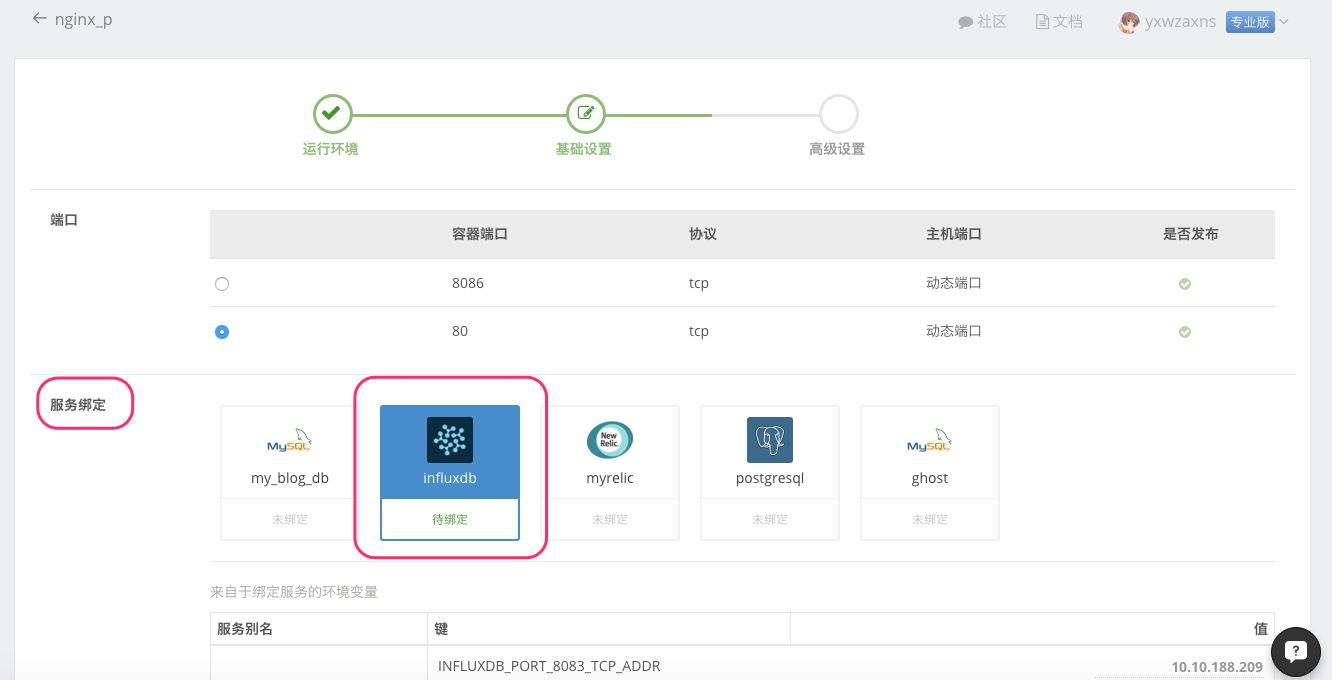 nginx_p
社区 文档 yxwzaxns 专业版
运行环境 基础设置 高级设置
端口
容器端口 协议 主机端口 是否发布
8086 tcp 动态端口
80 tcp 动态端口
服务绑定
MySQL New Relic. MySQL
my_blog_db influxdb myrelic postgresql ghost
未绑定 待绑定 未绑定 未绑定 未绑定
来自于绑定服务的环境变量
服务别名 键 值
INFLUXDB_PORT_8083_TCP_ADDR 10.10.188.209